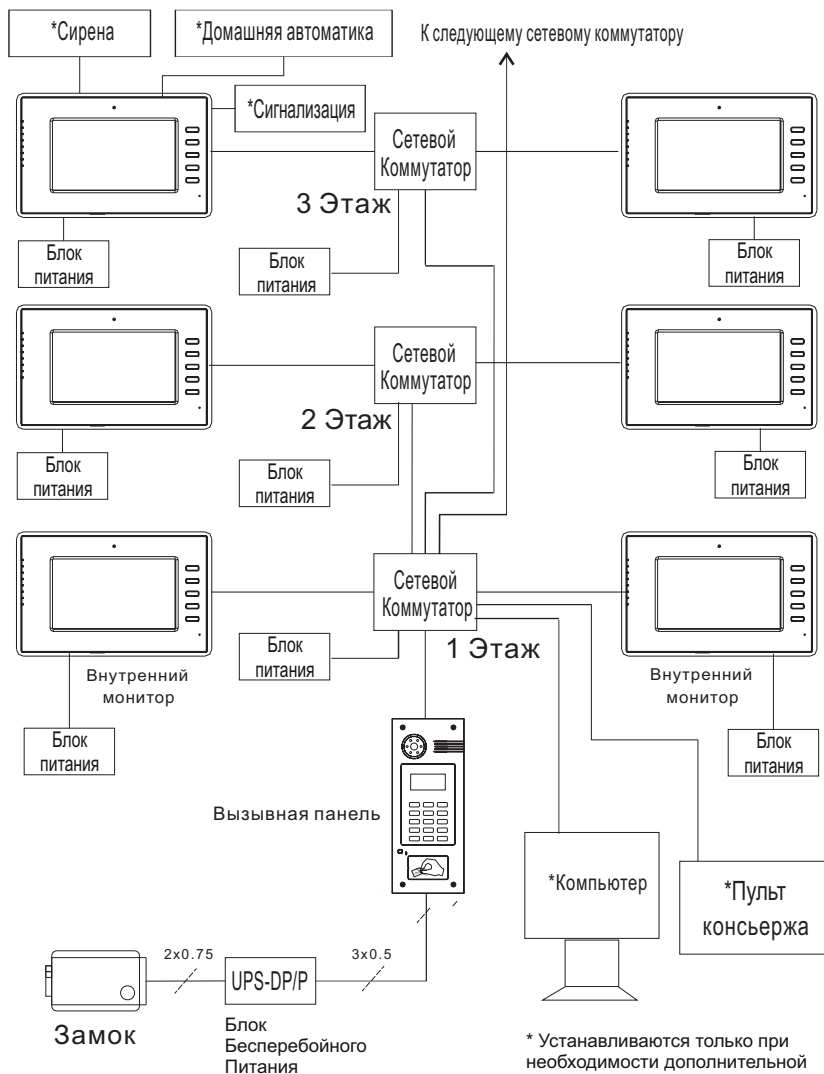 *Сирена
*Домашняя автоматика
К следующему сетевому коммутатору
*Сигнализация
Сетевой
Коммутатор
3 Этаж
Блок
питания
Блок
питания
Блок
питания
Сетевой
Коммутатор
2 Этаж
Блок
питания
Блок
питания
Блок
питания
Сетевой
Коммутатор
1 Этаж
Блок
питания
Внутренний
монитор
Внутренний
монитор
Блок
питания
Блок
питания
Вызывная панель
*Компьютер
*Пульт
консьержа
2x0.75
3x0.5
UPS-DP/P
Замок
Блок
Бесперебойного
Питания
* Устанавливаются только при
необходимости дополнительной